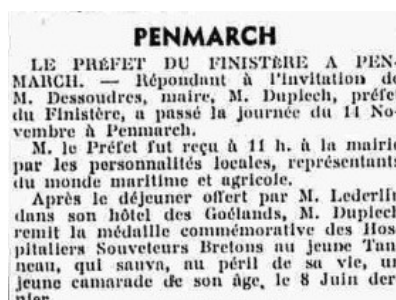 PENMARCH
LE PRÉFET DU FINISTÈRE A PEN-
MARCH. — Répondant à l'invitation de
M. Dessoudres, maire, M. Duplech, préfet
du Finistère, a passé la journée du 14 No-
vembre à Penmarch.
M. le Préfet fut reçu à 11 h. à la mairie
par les personnalités locales, représentants
du monde maritime et agricole.
Après le déjeuner offert par M. Lederlin
dans son hôtel des Goélands, M. Duplech
remit la médaille commémorative des Hos-
pitaliers Souveteurs Bretons au jeune Tan-
neau, qui sauva, au péril de sa vie, un
jeune camarade de son âge, le 8 Juin der-
nier.